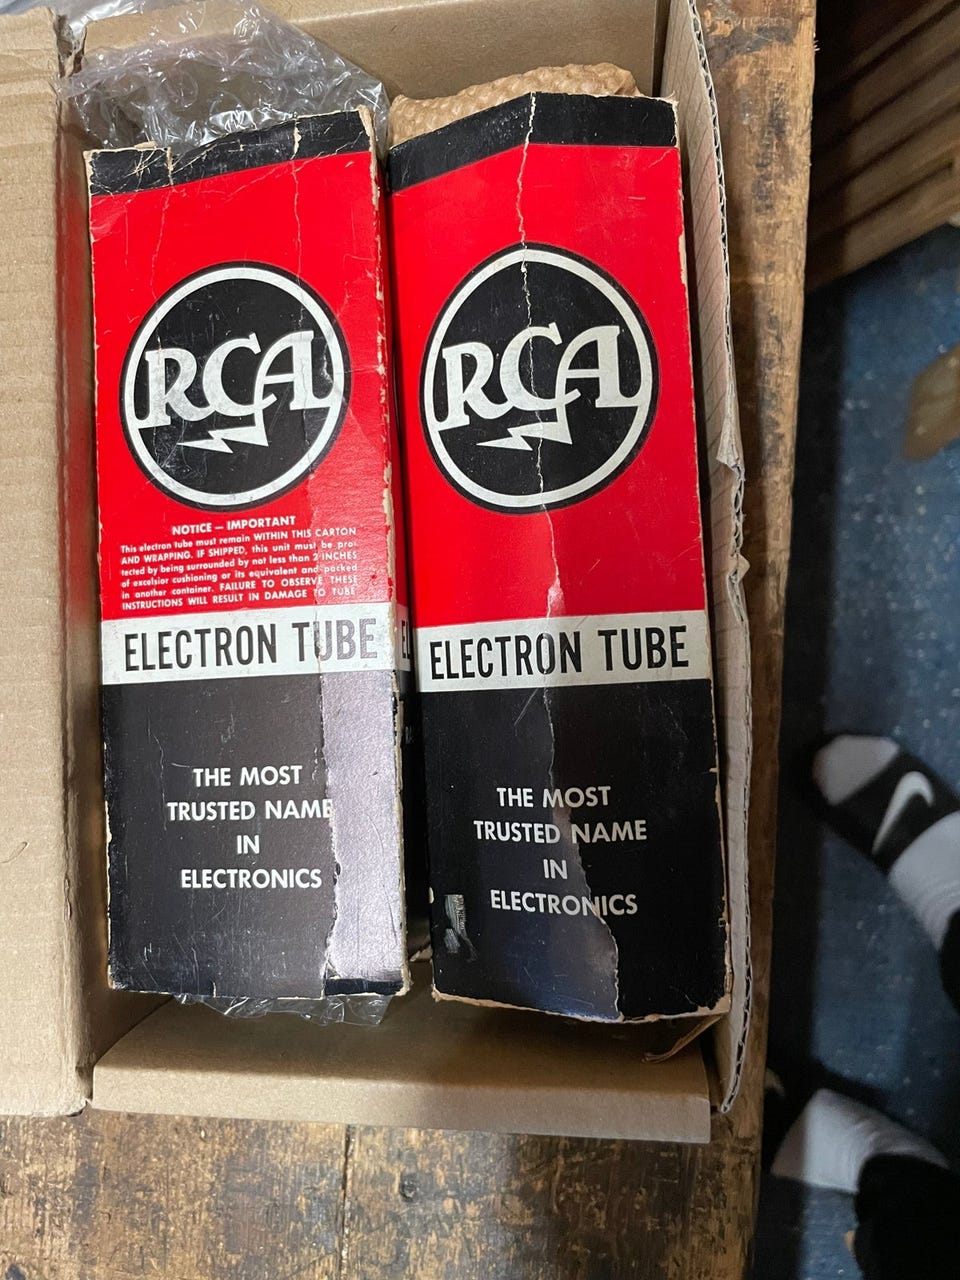 RCA
NOTICE — IMPORTANT
This electron tube must remain WITHIN THIS CARTON
AND WRAPPING. IF SHIPPED, this unit must be pro-
tected by being surrounded by not less than 2 INCHES
of excelsior cushioning or its equivalent and packed
in another container. FAILURE TO OBSERVE THESE
INSTRUCTIONS WILL RESULT IN DAMAGE TO TUBE
ELECTRON TUBE
THE MOST
TRUSTED NAME
IN
ELECTRONICS
RCA
ELECTRON TUBE
THE MOST
TRUSTED NAME
IN
ELECTRONICS